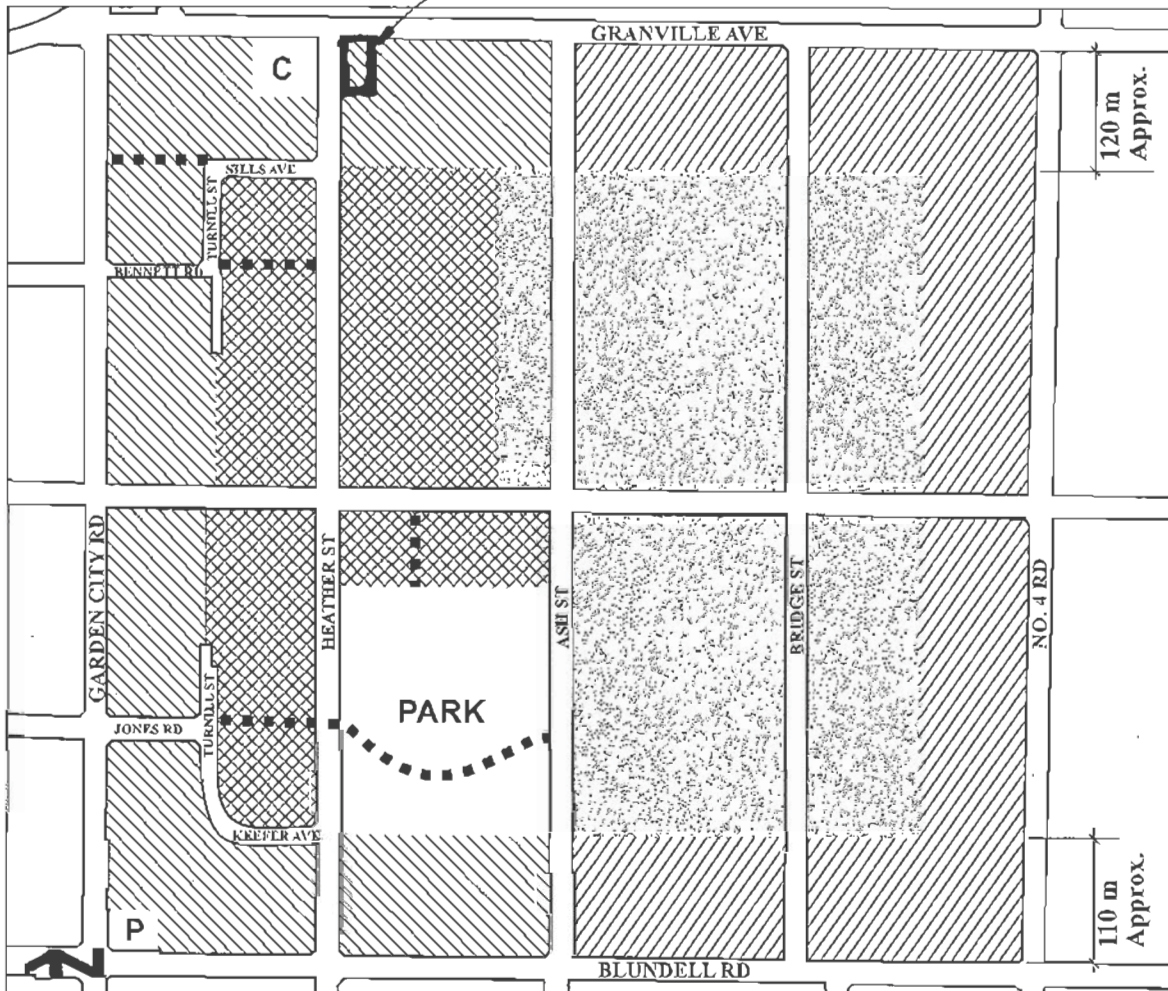 GRANVILLE AVE
C
120 m
Approx.
SILLS AVE
TURNILL ST
BENNETT RD
GARDEN CITY RD
HEATHER ST
ASH ST
BRIDGE ST
NO. 4 RD
PARK
JONES RD
TURNILL ST
KEEFER AVE
P
110 m
Approx.
BLUNDELL RD